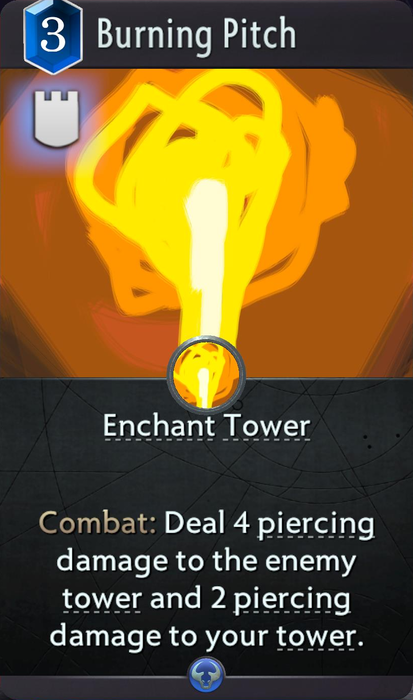 3
Burning Pitch
Enchant Tower
Combat: Deal 4 piercing
damage to the enemy
tower and 2 piercing
damage to your tower.